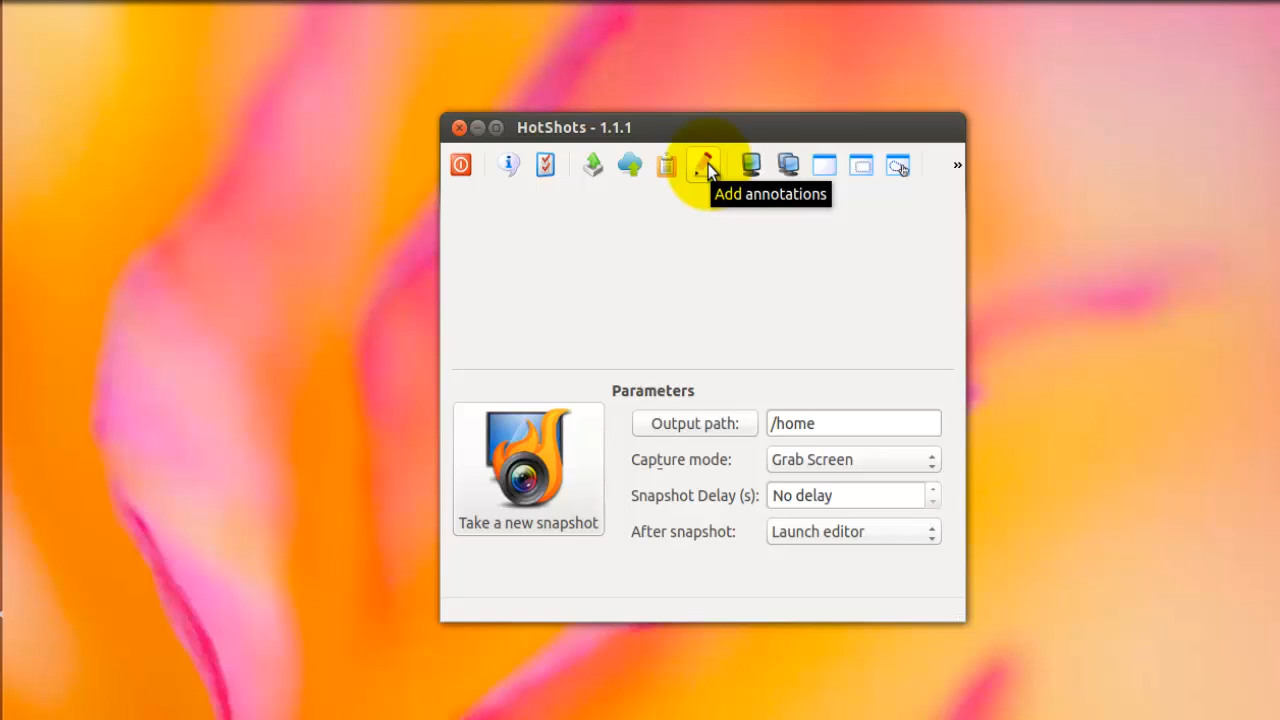 HotShots - 1.1.1
»
Add annotations
Parameters
Output path: /home
Capture mode: Grab Screen
Snapshot Delay (s): No delay
After snapshot: Launch editor
Take a new snapshot